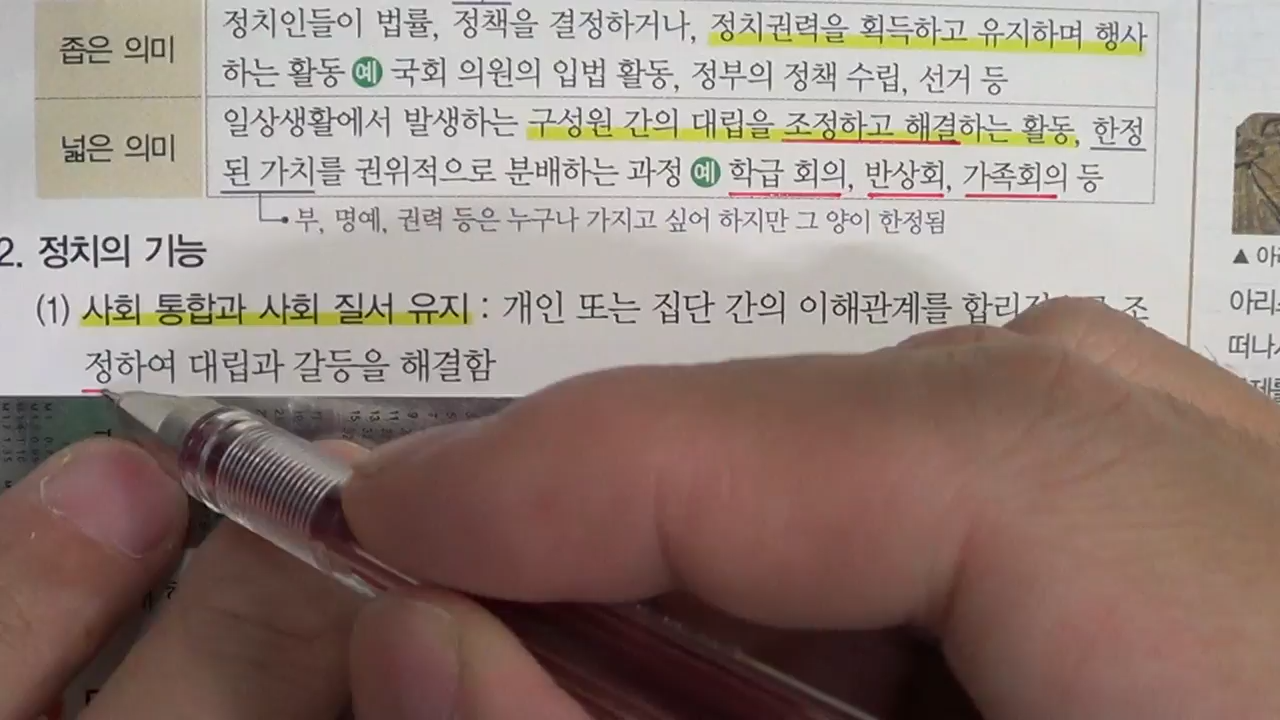 좁은 의미
정치인들이 법률, 정책을 결정하거나, 정치권력을 획득하고 유지하며 행사
하는 활동 예 국회 의원의 입법 활동, 정부의 정책 수립, 선거 등
넓은 의미
일상생활에서 발생하는 구성원 간의 대립을 조정하고 해결하는 활동, 한정
된 가치를 권위적으로 분배하는 과정 예 학급 회의, 반상회, 가족회의 등
부, 명예, 권력 등은 누구나 가지고 싶어 하지만 그 양이 한정됨
2. 정치의 기능
(1) 사회 통합과 사회 질서 유지 : 개인 또는 집단 간의 이해관계를 조
정하여 대립과 갈등을 해결함
▲ 아리
아리
떠나